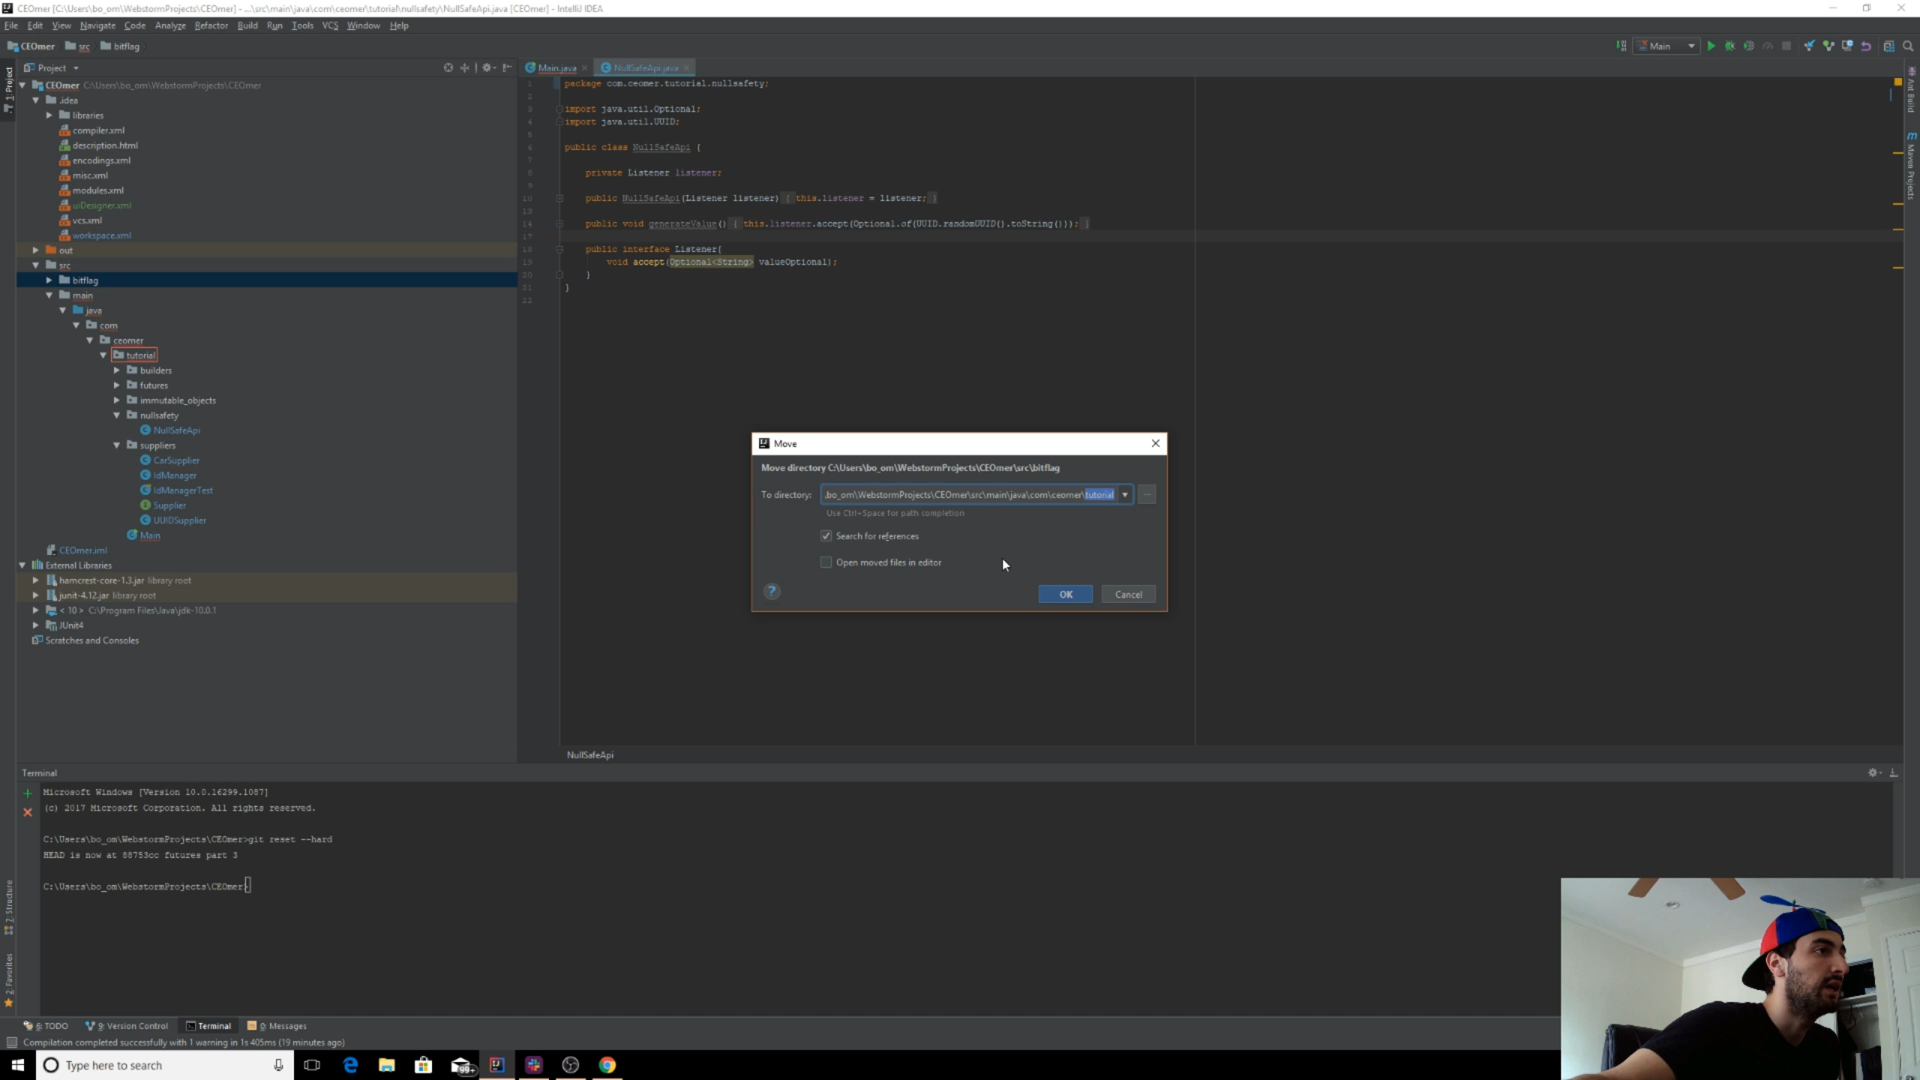 CEOmer [C:\Users\bo_om\WebstormProjects\CEOmer] - ...\src\main\java\com\ceomer\tutorial\nullsafety\NullSafeApi.java [CEOmer] - IntelliJ IDEA
File Edit View Navigate Code Analyze Refactor Build Run Tools VCS Window Help
CEOmer src bitflag Main
Project Main.java NullSafeApi.java
1: Project
CEOmer C:\Users\bo_om\WebstormProjects\CEOmer
.idea
libraries
compiler.xml
description.html
encodings.xml
misc.xml
modules.xml
uiDesigner.xml
vcs.xml
workspace.xml
out
src
bitflag
main
java
com
ceomer
tutorial
builders
futures
immutable_objects
nullsafety
NullSafeApi
suppliers
CarSupplier
IdManager
IdManagerTest
Supplier
UUIDSupplier
Main
CEOmer.iml
External Libraries
hamcrest-core-1.3.jar library root
junit-4.12.jar library root
< 10 > C:\Program Files\Java\jdk-10.0.1
JUnit4
Scratches and Consoles
package com.ceomer.tutorial.nullsafety;
import java.util.Optional;
import java.util.UUID;
public class NullSafeApi {
private Listener listener;
public NullSafeApi(Listener listener) { this.listener = listener; }
public void generateValue() { this.listener.accept(Optional.of(UUID.randomUUID().toString())); }
public interface Listener{
void accept(Optional<String> valueOptional);
}
}
NullSafeApi
Ant Build
Maven Projects
Move
Move directory C:\Users\bo_om\WebstormProjects\CEOmer\src\bitflag
To directory: bo_om\WebstormProjects\CEOmer\src\main\java\com\ceomer\tutorial
Use Ctrl+Space for path completion
Search for references
Open moved files in editor
? OK Cancel
Terminal
Microsoft Windows [Version 10.0.16299.1087]
(c) 2017 Microsoft Corporation. All rights reserved.
C:\Users\bo_om\WebstormProjects\CEOmer>git reset --hard
HEAD is now at 88753cc futures part 3
C:\Users\bo_om\WebstormProjects\CEOmer>
7: Structure
2: Favorites
6: TODO 9: Version Control Terminal 0: Messages
Compilation completed successfully with 1 warning in 1s 405ms (19 minutes ago)
Type here to search 99+